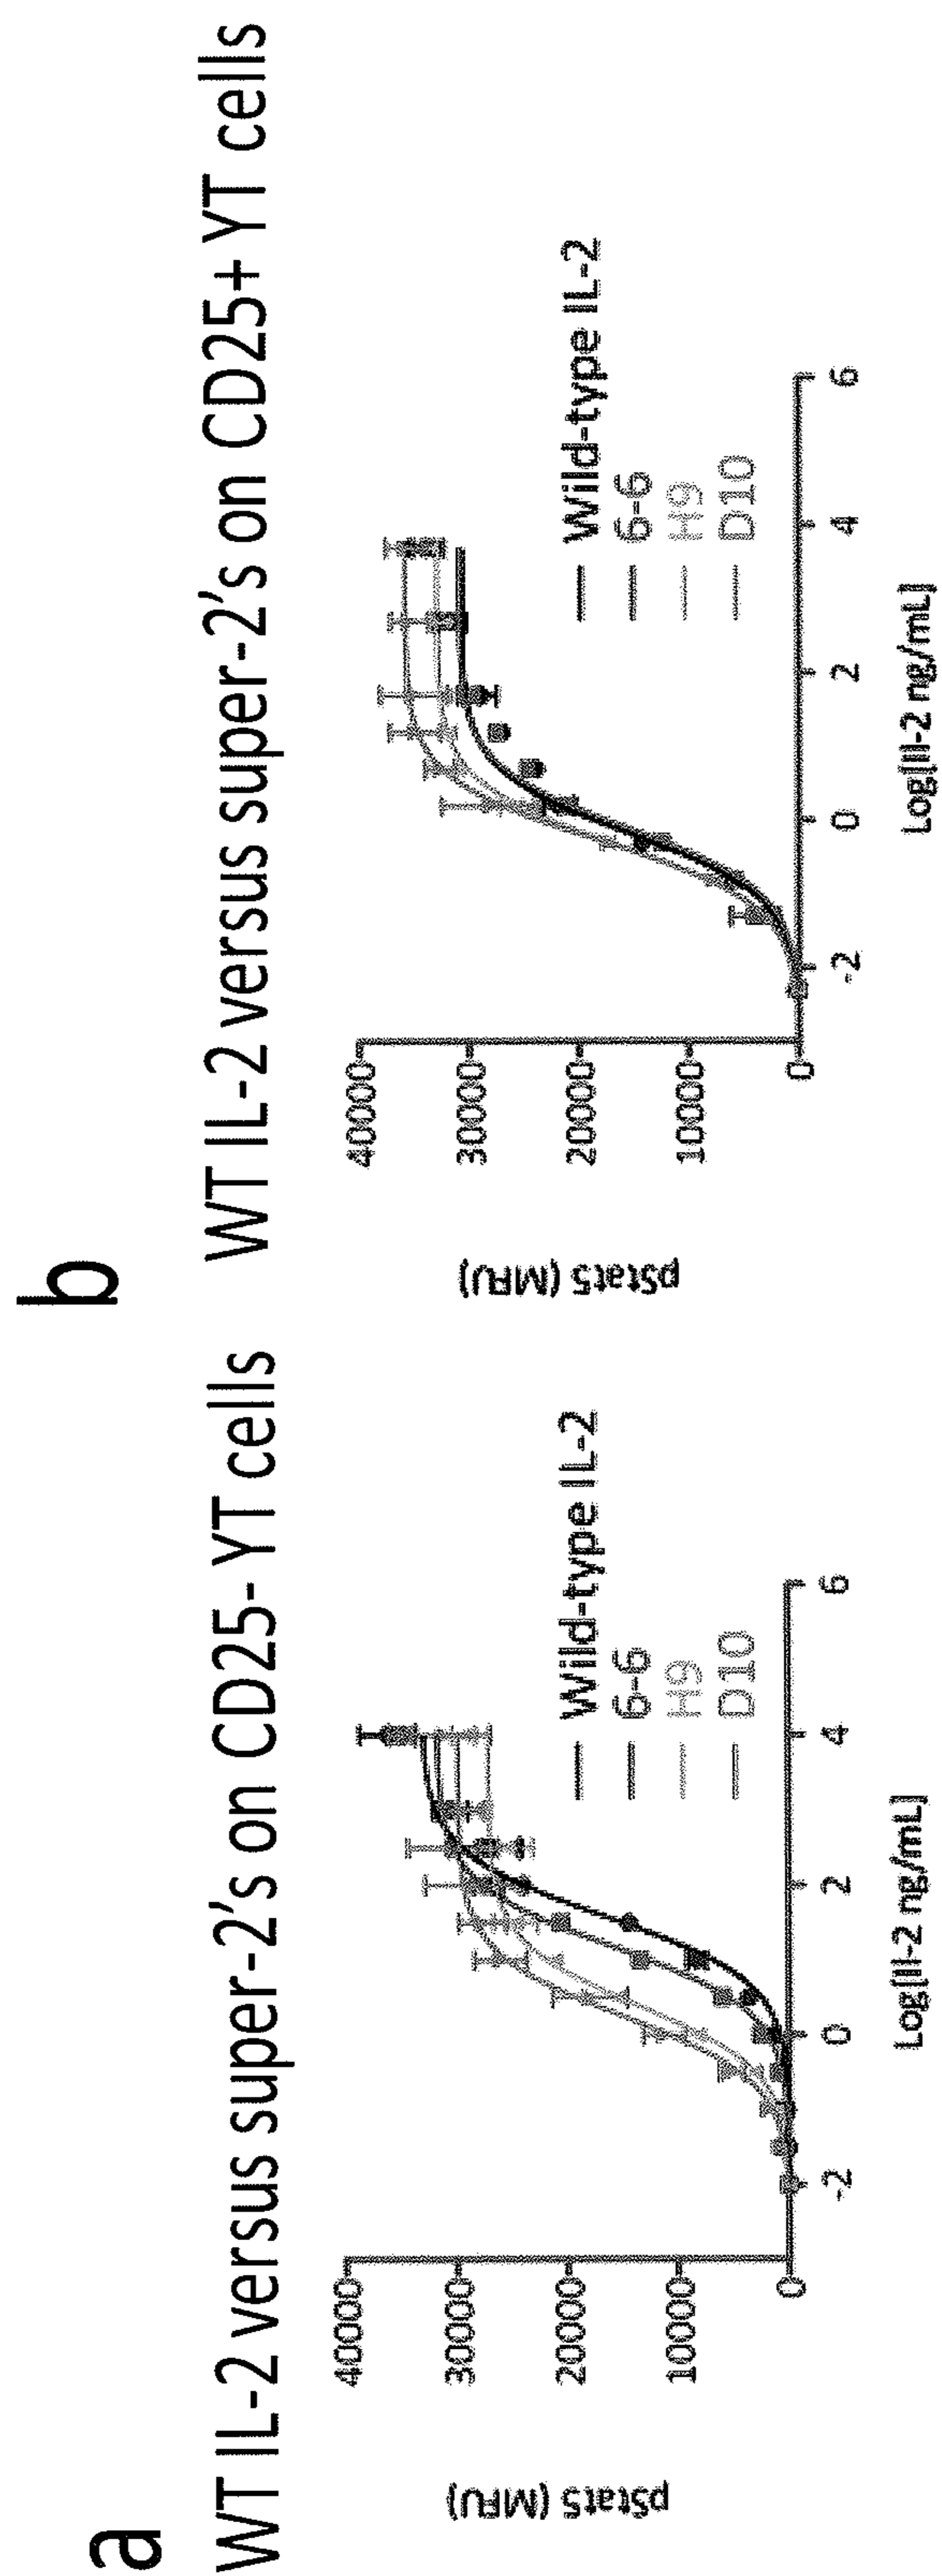 a
WT IL-2 versus super-2's on CD25- YT cells
pStat5 (MFU)
40000
30000
20000
10000
0
-2
0
2
4
6
Log[Il-2 ng/mL]
Wild-type IL-2
6-6
H9
D10
b
WT IL-2 versus super-2's on CD25+ YT cells
pStat5 (MFU)
40000
30000
20000
10000
0
-2
0
2
4
6
Log[Il-2 ng/mL]
Wild-type IL-2
6-6
H9
D10